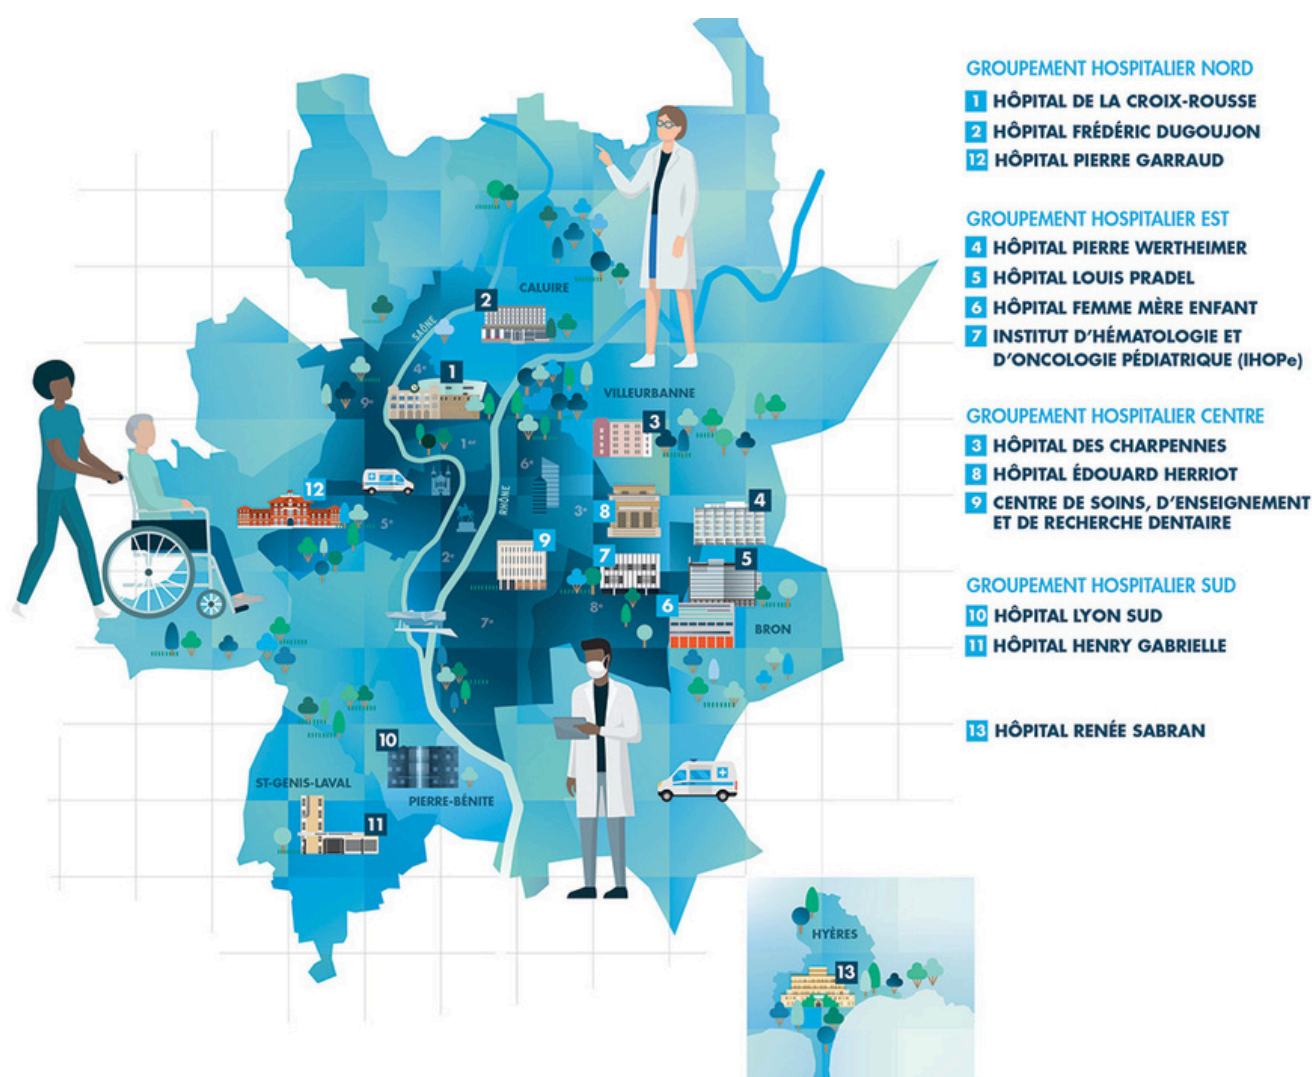 GROUPEMENT HOSPITALIER NORD
1 HÔPITAL DE LA CROIX-ROUSSE
2 HÔPITAL FRÉDÉRIC DUGOUJON
12 HÔPITAL PIERRE GARRAUD
GROUPEMENT HOSPITALIER EST
4 HÔPITAL PIERRE WERTHEIMER
5 HÔPITAL LOUIS PRADEL
6 HÔPITAL FEMME MÈRE ENFANT
7 INSTITUT D'HÉMATOLOGIE ET
D'ONCOLOGIE PÉDIATRIQUE (IHOPe)
GROUPEMENT HOSPITALIER CENTRE
3 HÔPITAL DES CHARPENNES
8 HÔPITAL ÉDOUARD HERRIOT
9 CENTRE DE SOINS, D'ENSEIGNEMENT
ET DE RECHERCHE DENTAIRE
GROUPEMENT HOSPITALIER SUD
10 HÔPITAL LYON SUD
11 HÔPITAL HENRY GABRIELLE
13 HÔPITAL RENÉE SABRAN
CALUIRE
2
SAÔNE
4e
1
9e
VILLEURBANNE
3
1er
6e
12
RHÔNE
3e
8
4
5e
9
7
5
2e
8e
6
7e
BRON
10
ST-GENIS-LAVAL
PIERRE-BÉNITE
11
HYÈRES
13